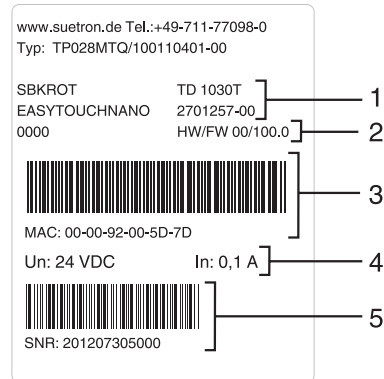 www.suetron.de Tel.:+49-711-77098-0
Typ: TP028MTQ/100110401-00
SBKROT TD 1030T
EASYTOUCHNANO 2701257-00
0000 HW/FW 00/100.0
MAC: 00-00-92-00-5D-7D
Un: 24 VDC In: 0,1 A
SNR: 201207305000
1
2
3
4
5